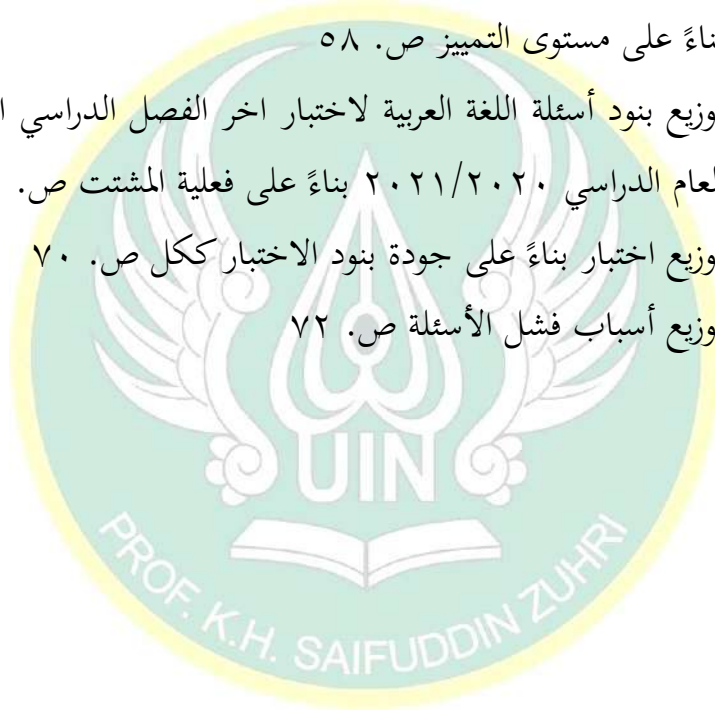 ناءً على مستوى التمييز ص. ٥٨
وزيع بنود أسئلة اللغة العربية لاختبار اخر الفصل الدراسي ا
لعام الدراسي ٢٠٢١/٢٠٢٠ بناءً على فعلية المشتت ص.
وزيع اختبار بناءً على جودة بنود الاختبار ككل ص. ٧٠
وزيع أسباب فشل الأسئلة ص. ٧٢
UIN
PROF. K.H. SAIFUDDIN ZUHRI